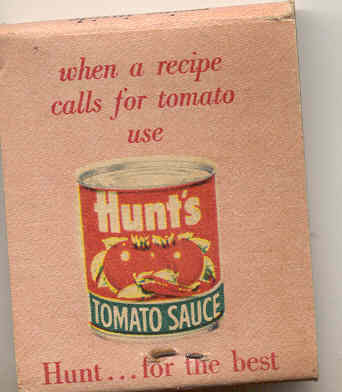 when a recipe
calls for tomato
use
Hunt's
TOMATO SAUCE
Hunt...for the best